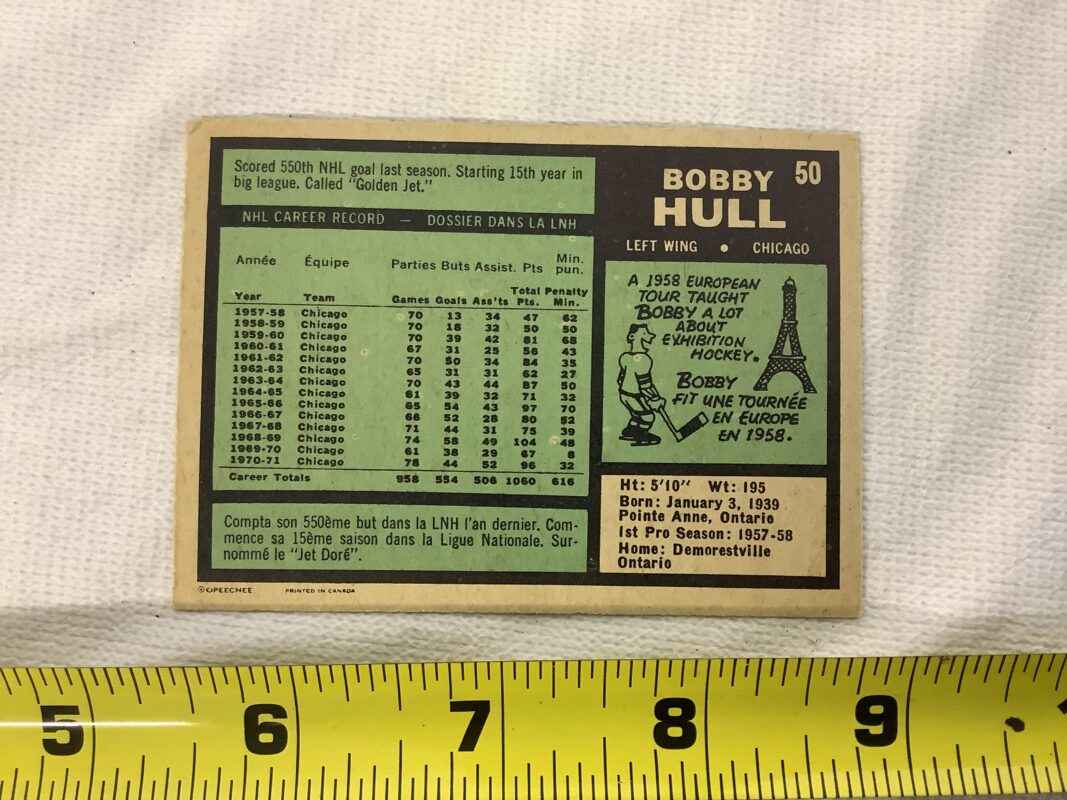 Scored 550th NHL goal last season. Starting 15th year in
big league. Called "Golden Jet."
NHL CAREER RECORD — DOSSIER DANS LA LNH
Année Équipe Parties Buts Assist. Pts Min. pun.
Year Team Games Goals Ass'ts Total Pts. Penalty Min.
1957-58 Chicago 70 13 34 47 62
1958-59 Chicago 70 18 32 50 50
1959-60 Chicago 70 39 42 81 68
1960-61 Chicago 67 31 25 56 43
1961-62 Chicago 70 50 34 84 35
1962-63 Chicago 65 31 31 62 27
1963-64 Chicago 70 43 44 87 50
1964-65 Chicago 61 39 32 71 32
1965-66 Chicago 65 54 43 97 70
1966-67 Chicago 66 52 28 80 52
1967-68 Chicago 71 44 31 75 39
1968-69 Chicago 74 58 49 104 48
1969-70 Chicago 61 38 29 67 8
1970-71 Chicago 78 44 52 96 32
Career Totals 958 554 506 1060 616
Compta son 550ème but dans la LNH l'an dernier. Com-
mence sa 15ème saison dans la Ligue Nationale. Sur-
nommé le "Jet Doré".
©OPEECHEE PRINTED IN CANADA
50
BOBBY
HULL
LEFT WING • CHICAGO
A 1958 EUROPEAN
TOUR TAUGHT
BOBBY A LOT
ABOUT
EXHIBITION
HOCKEY.
BOBBY
FIT UNE TOURNÉE
EN EUROPE
EN 1958.
Ht: 5'10" Wt: 195
Born: January 3, 1939
Pointe Anne, Ontario
1st Pro Season: 1957-58
Home: Demorestville
Ontario
5 6 7 8 9